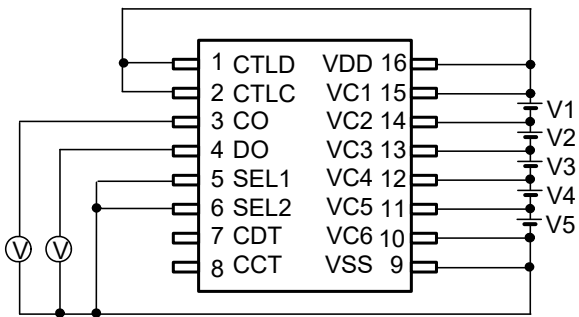 1 CTLD VDD 16
2 CTLC VC1 15
3 CO VC2 14
4 DO VC3 13
5 SEL1 VC4 12
6 SEL2 VC5 11
7 CDT VC6 10
8 CCT VSS 9
V1
V2
V3
V4
V5
V V